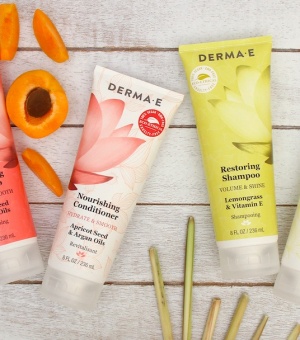 DERMA·E
Nourishing
Conditioner
HYDRATE & SMOOTH
Apricot Seed
& Argan Oils
Revitalisant
8 FL OZ / 236 mL
DERMA·E
Restoring
Shampoo
VOLUME & SHINE
Lemongrass
& Vitamin E
Shampooing
8 FL OZ / 236 mL
Oils